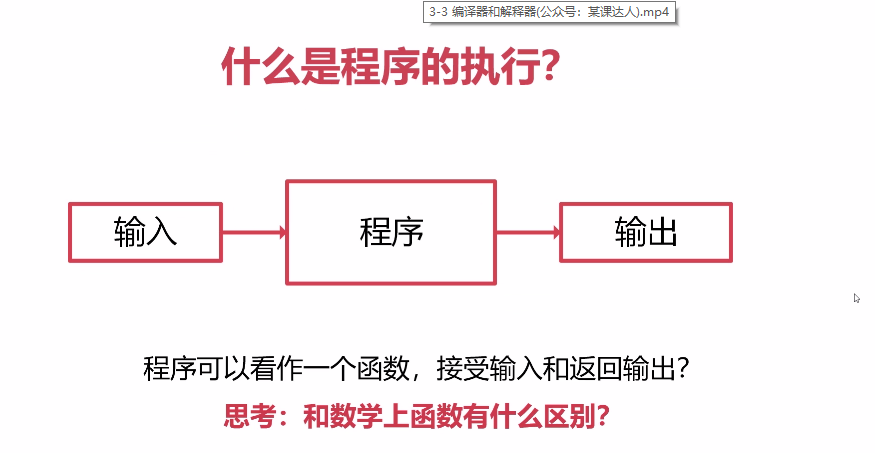 3-3 编译器和解释器(公众号：某课达人).mp4
什么是程序的执行？
输入
程序
输出
程序可以看作一个函数，接受输入和返回输出？
思考：和数学上函数有什么区别？